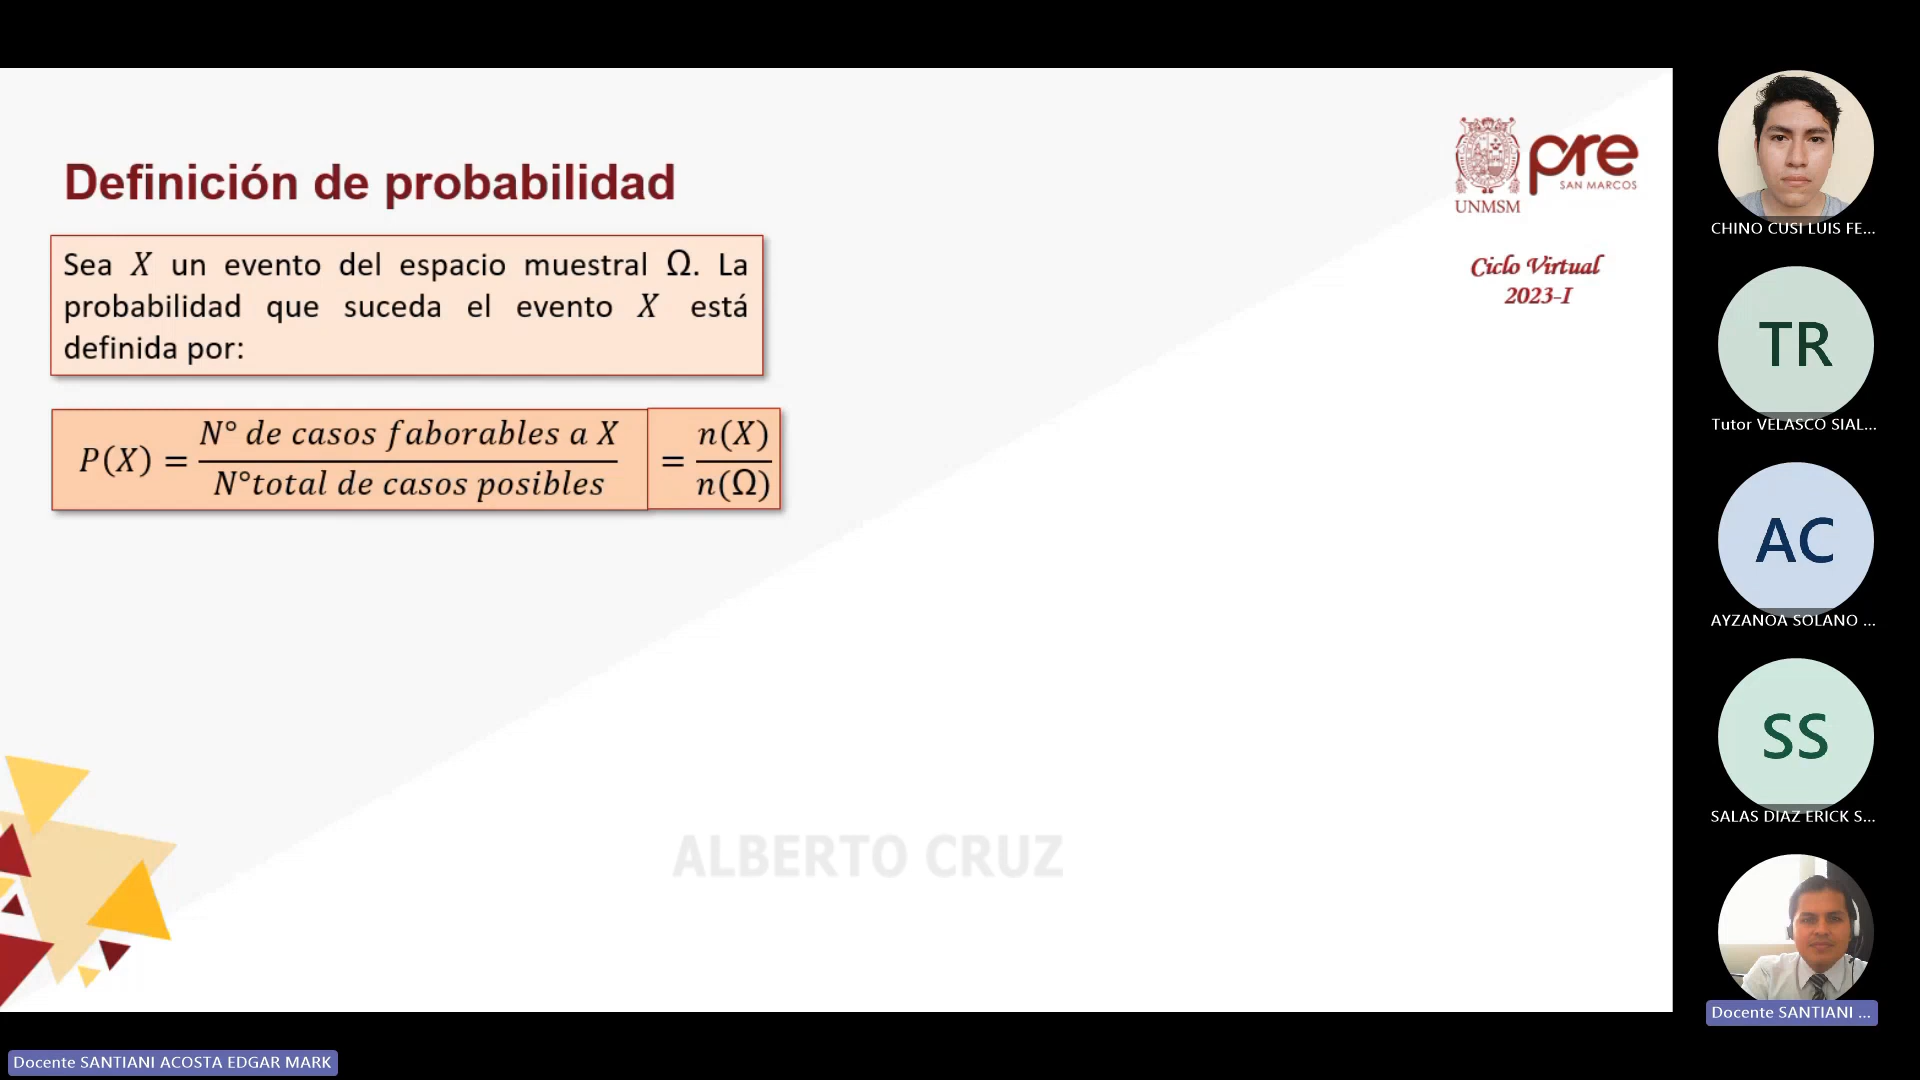 Definición de probabilidad
Sea X un evento del espacio muestral Ω. La
probabilidad que suceda el evento X está
definida por:
P(X) = N° de casos faborables a X / N°total de casos posibles = n(X) / n(Ω)
UNMSM
pre
SAN MARCOS
Ciclo Virtual
2023-I
ALBERTO CRUZ
CHINO CUSI LUIS FE...
TR
Tutor VELASCO SIAL...
AC
AYZANOA SOLANO ...
SS
SALAS DIAZ ERICK S...
Docente SANTIANI ...
Docente SANTIANI ACOSTA EDGAR MARK